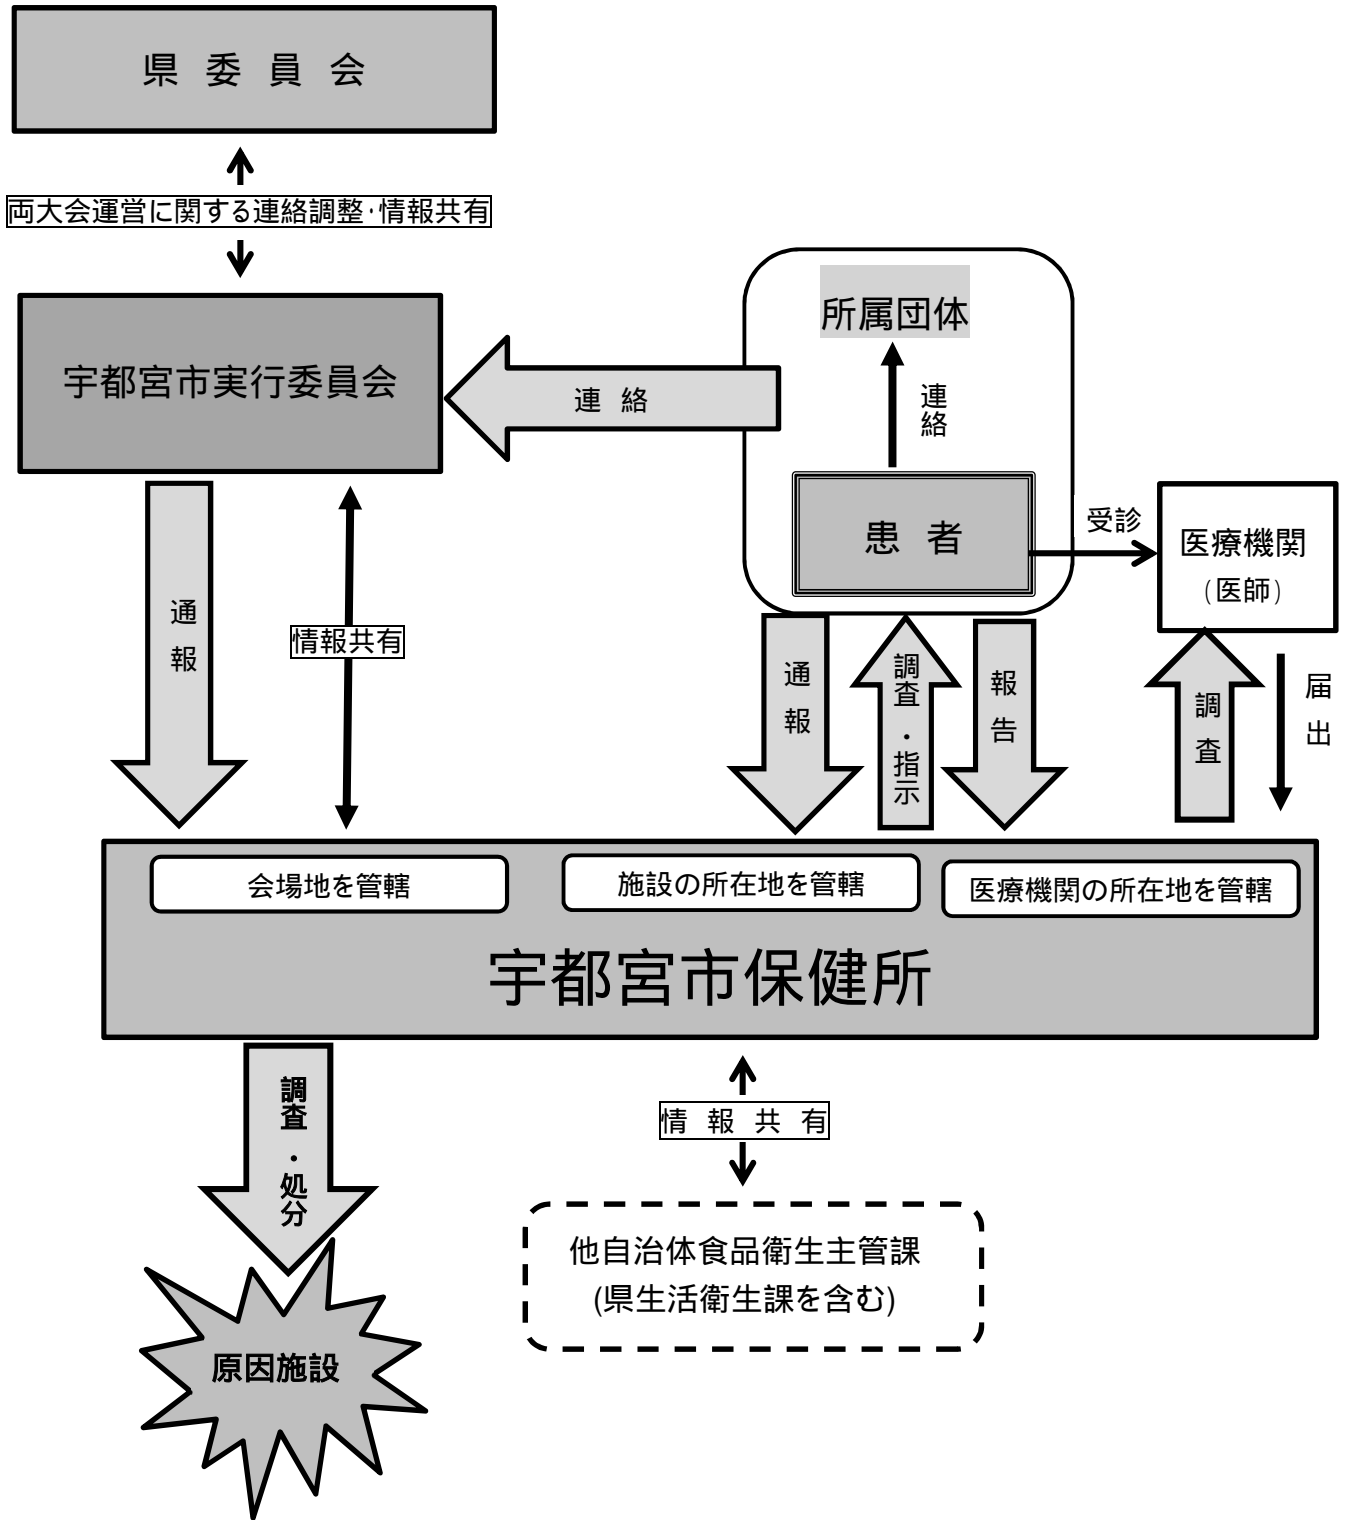 県 委 員 会
両大会運営に関する連絡調整・情報共有
所属団体
宇都宮市実行委員会
連 絡
連絡
患 者
受診
医療機関
（医師）
通報
情報共有
通報
調査・指示
報告
調査
届出
会場地を管轄
施設の所在地を管轄
医療機関の所在地を管轄
宇都宮市保健所
調査・処分
情 報 共 有
他自治体食品衛生主管課
(県生活衛生課を含む)
原因施設